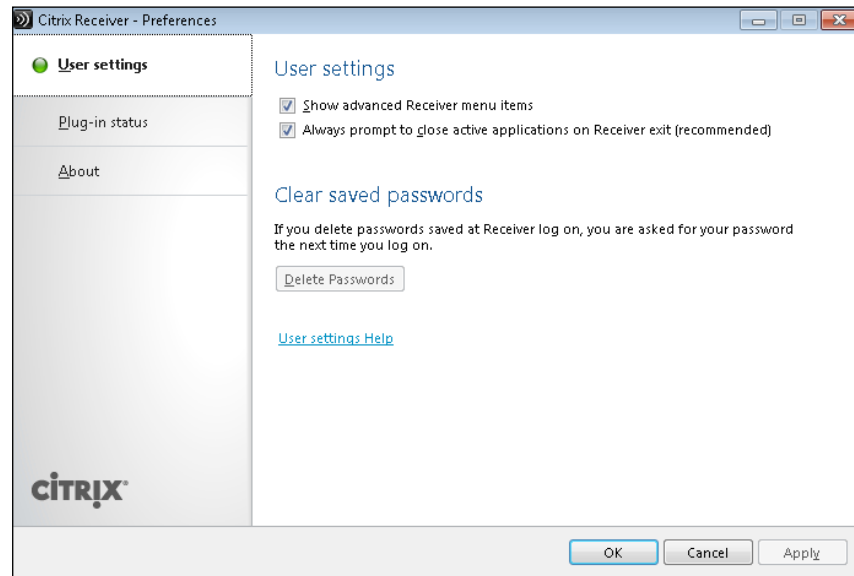 Citrix Receiver - Preferences
User settings
Plug-in status
About
User settings
Show advanced Receiver menu items
Always prompt to close active applications on Receiver exit (recommended)
Clear saved passwords
If you delete passwords saved at Receiver log on, you are asked for your password
the next time you log on.
Delete Passwords
User settings Help
CITRIX
OK
Cancel
Apply